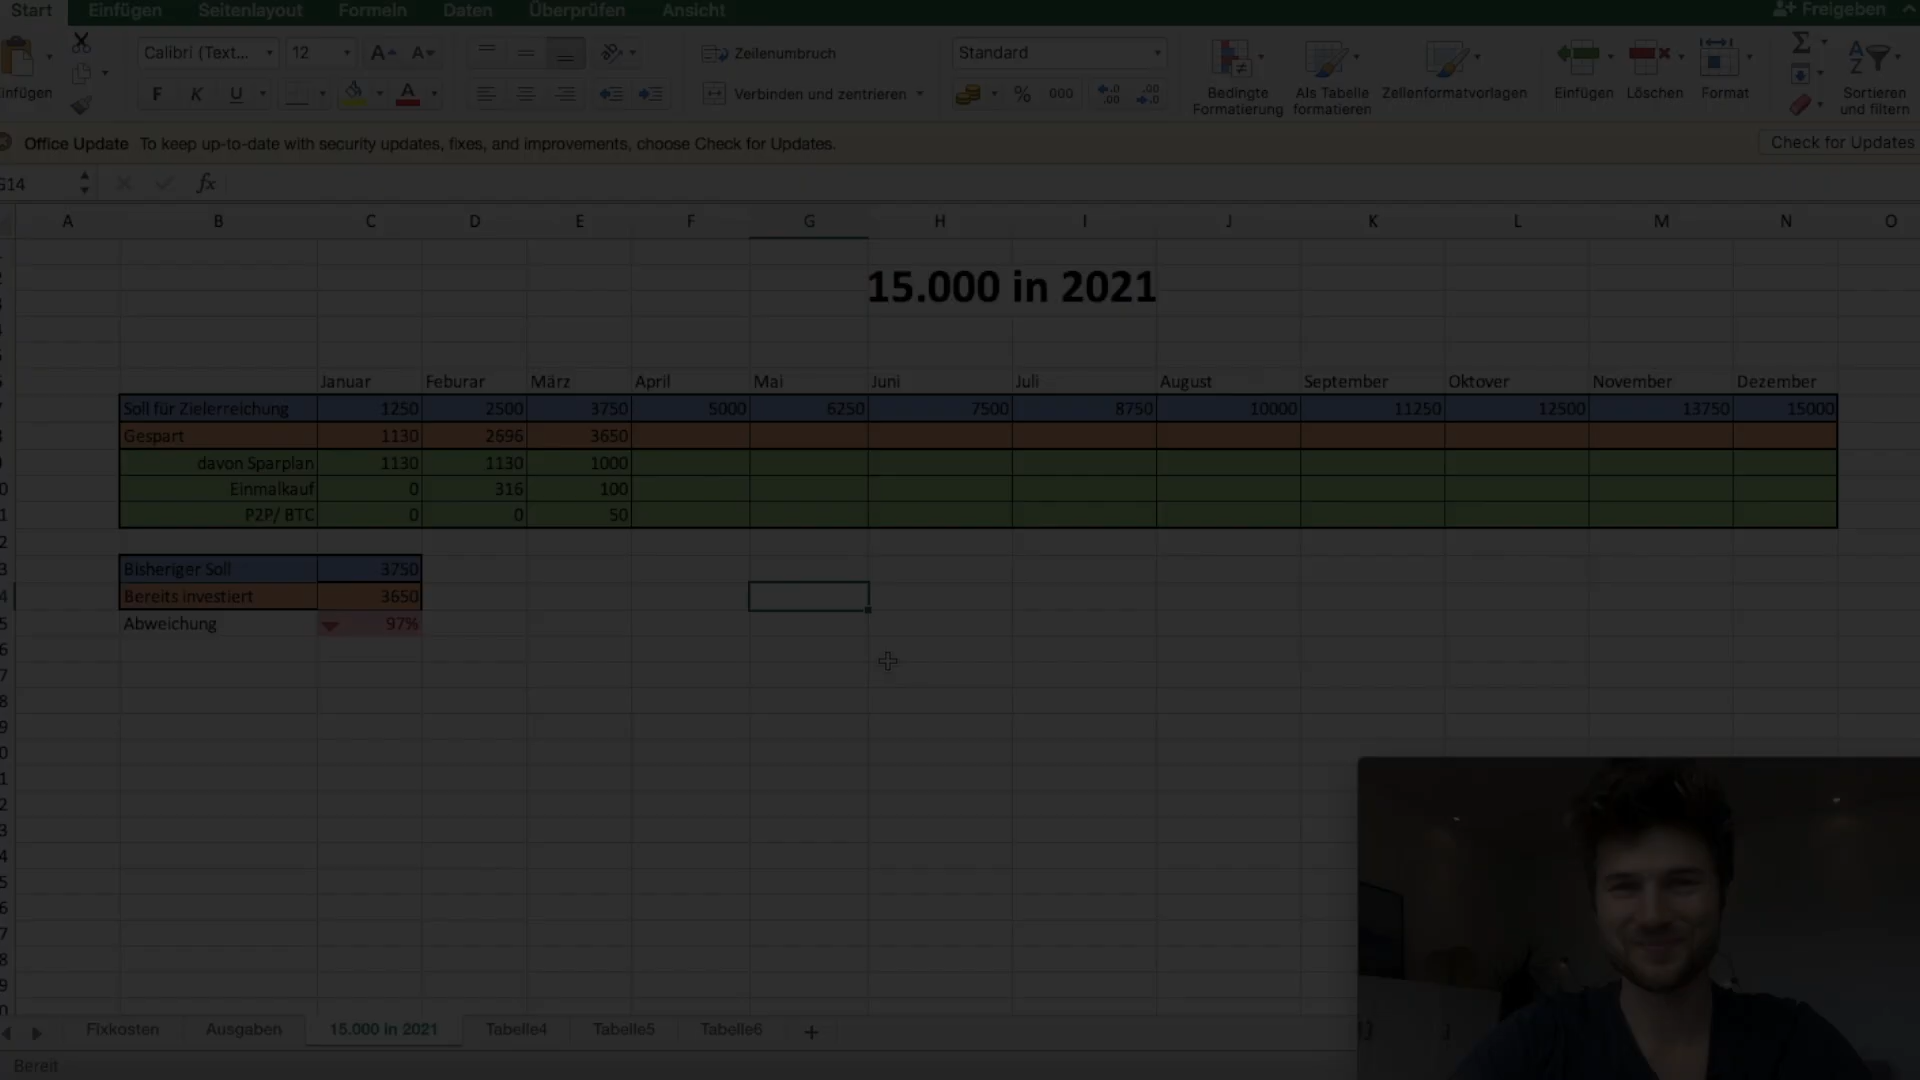 Start Einfügen Seitenlayout Formeln Daten Überprüfen Ansicht Freigeben
Calibri (Text... 12 Zeilenumbruch Standard
F K U Verbinden und zentrieren % 000
Bedingte Formatierung Als Tabelle formatieren Zellenformatvorlagen Einfügen Löschen Format Sortieren und filtern
Office Update To keep up-to-date with security updates, fixes, and improvements, choose Check for Updates. Check for Updates
G14 fx
A B C D E F G H I J K L M N O
15.000 in 2021
Januar Feburar März April Mai Juni Juli August September Oktover November Dezember
Soll für Zielerreichung 1250 2500 3750 5000 6250 7500 8750 10000 11250 12500 13750 15000
Gespart 1130 2696 3650
davon Sparplan 1130 1130 1000
Einmalkauf 0 316 100
P2P/ BTC 0 0 50
Bisheriger Soll 3750
Bereits investiert 3650
Abweichung 97%
Fixkosten Ausgaben 15.000 in 2021 Tabelle4 Tabelle5 Tabelle6 +
Bereit